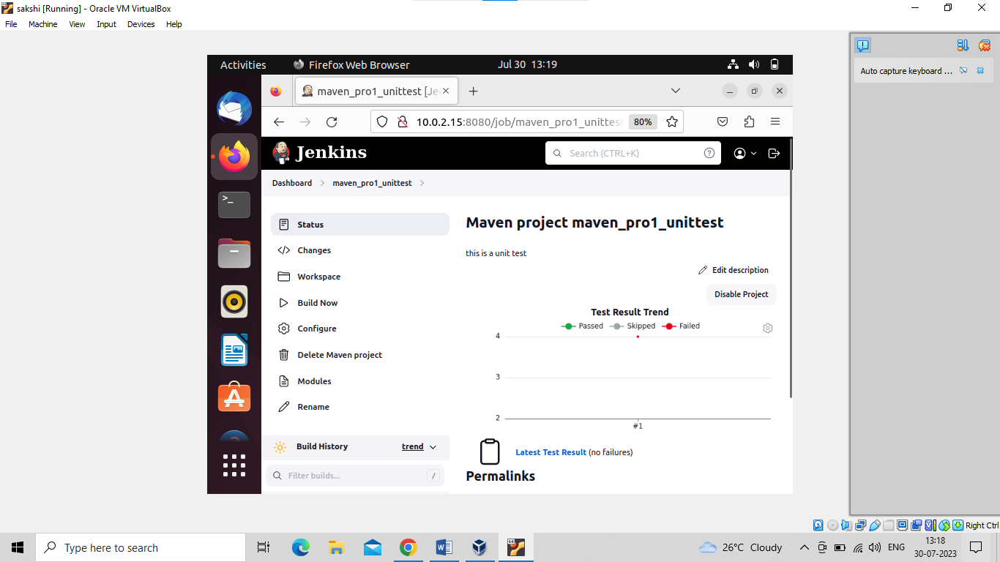 sakshi [Running] - Oracle VM VirtualBox
File Machine View Input Devices Help
Auto capture keyboard ...
Activities Firefox Web Browser Jul 30 13:19
maven_pro1_unittest [Je
10.0.2.15:8080/job/maven_pro1_unittest 80%
Jenkins Search (CTRL+K) ?
Dashboard maven_pro1_unittest
Status
Changes
Workspace
Build Now
Configure
Delete Maven project
Modules
Rename
Build History trend
Filter builds... /
Maven project maven_pro1_unittest
this is a unit test
Edit description
Disable Project
Test Result Trend
Passed Skipped Failed
4
3
2
#1
Latest Test Result (no failures)
Permalinks
Right Ctrl
Type here to search
26°C Cloudy
ENG
13:18
30-07-2023